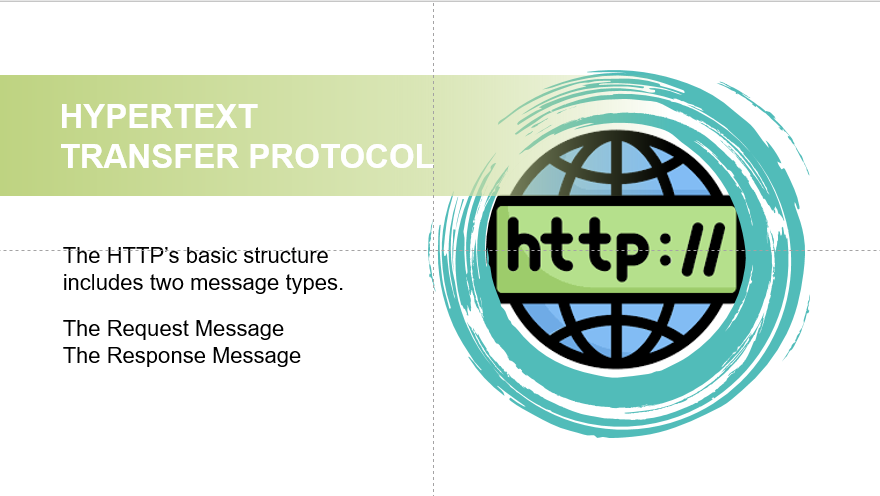 HYPERTEXT
TRANSFER PROTOCOL
http://
The HTTP’s basic structure
includes two message types.
The Request Message
The Response Message